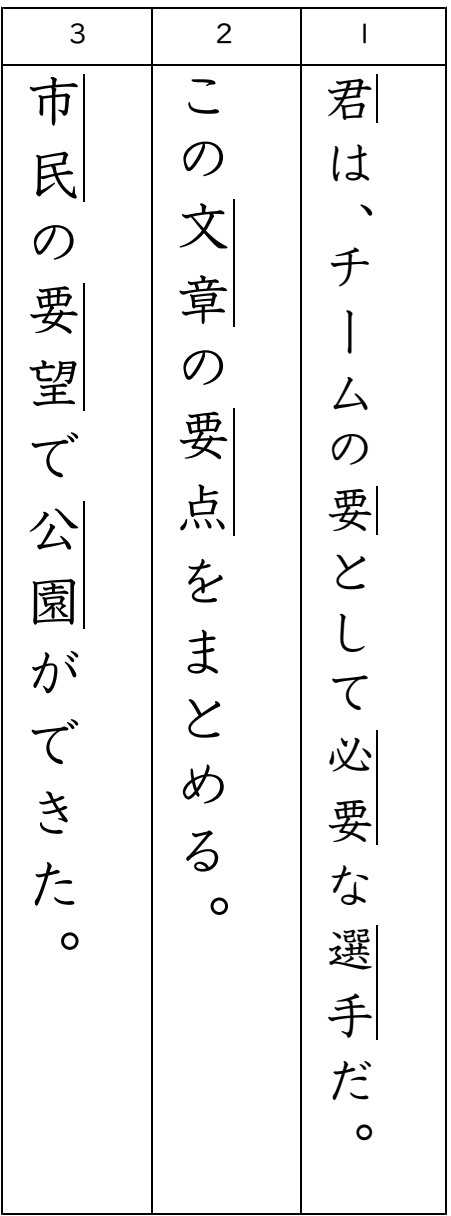 1
君は、チームの要として必要な選手だ。
2
この文章の要点をまとめる。
3
市民の要望で公園ができた。